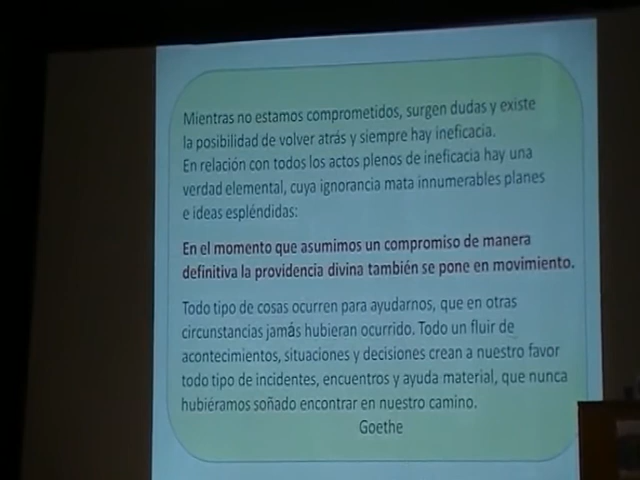 Mientras no estamos comprometidos, surgen dudas y existe
la posibilidad de volver atrás y siempre hay ineficacia.
En relación con todos los actos plenos de ineficacia hay una
verdad elemental, cuya ignorancia mata innumerables planes
e ideas espléndidas:
En el momento que asumimos un compromiso de manera
definitiva la providencia divina también se pone en movimiento.
Todo tipo de cosas ocurren para ayudarnos, que en otras
circunstancias jamás hubieran ocurrido. Todo un fluir de
acontecimientos, situaciones y decisiones crean a nuestro favor
todo tipo de incidentes, encuentros y ayuda material, que nunca
hubiéramos soñado encontrar en nuestro camino.
Goethe